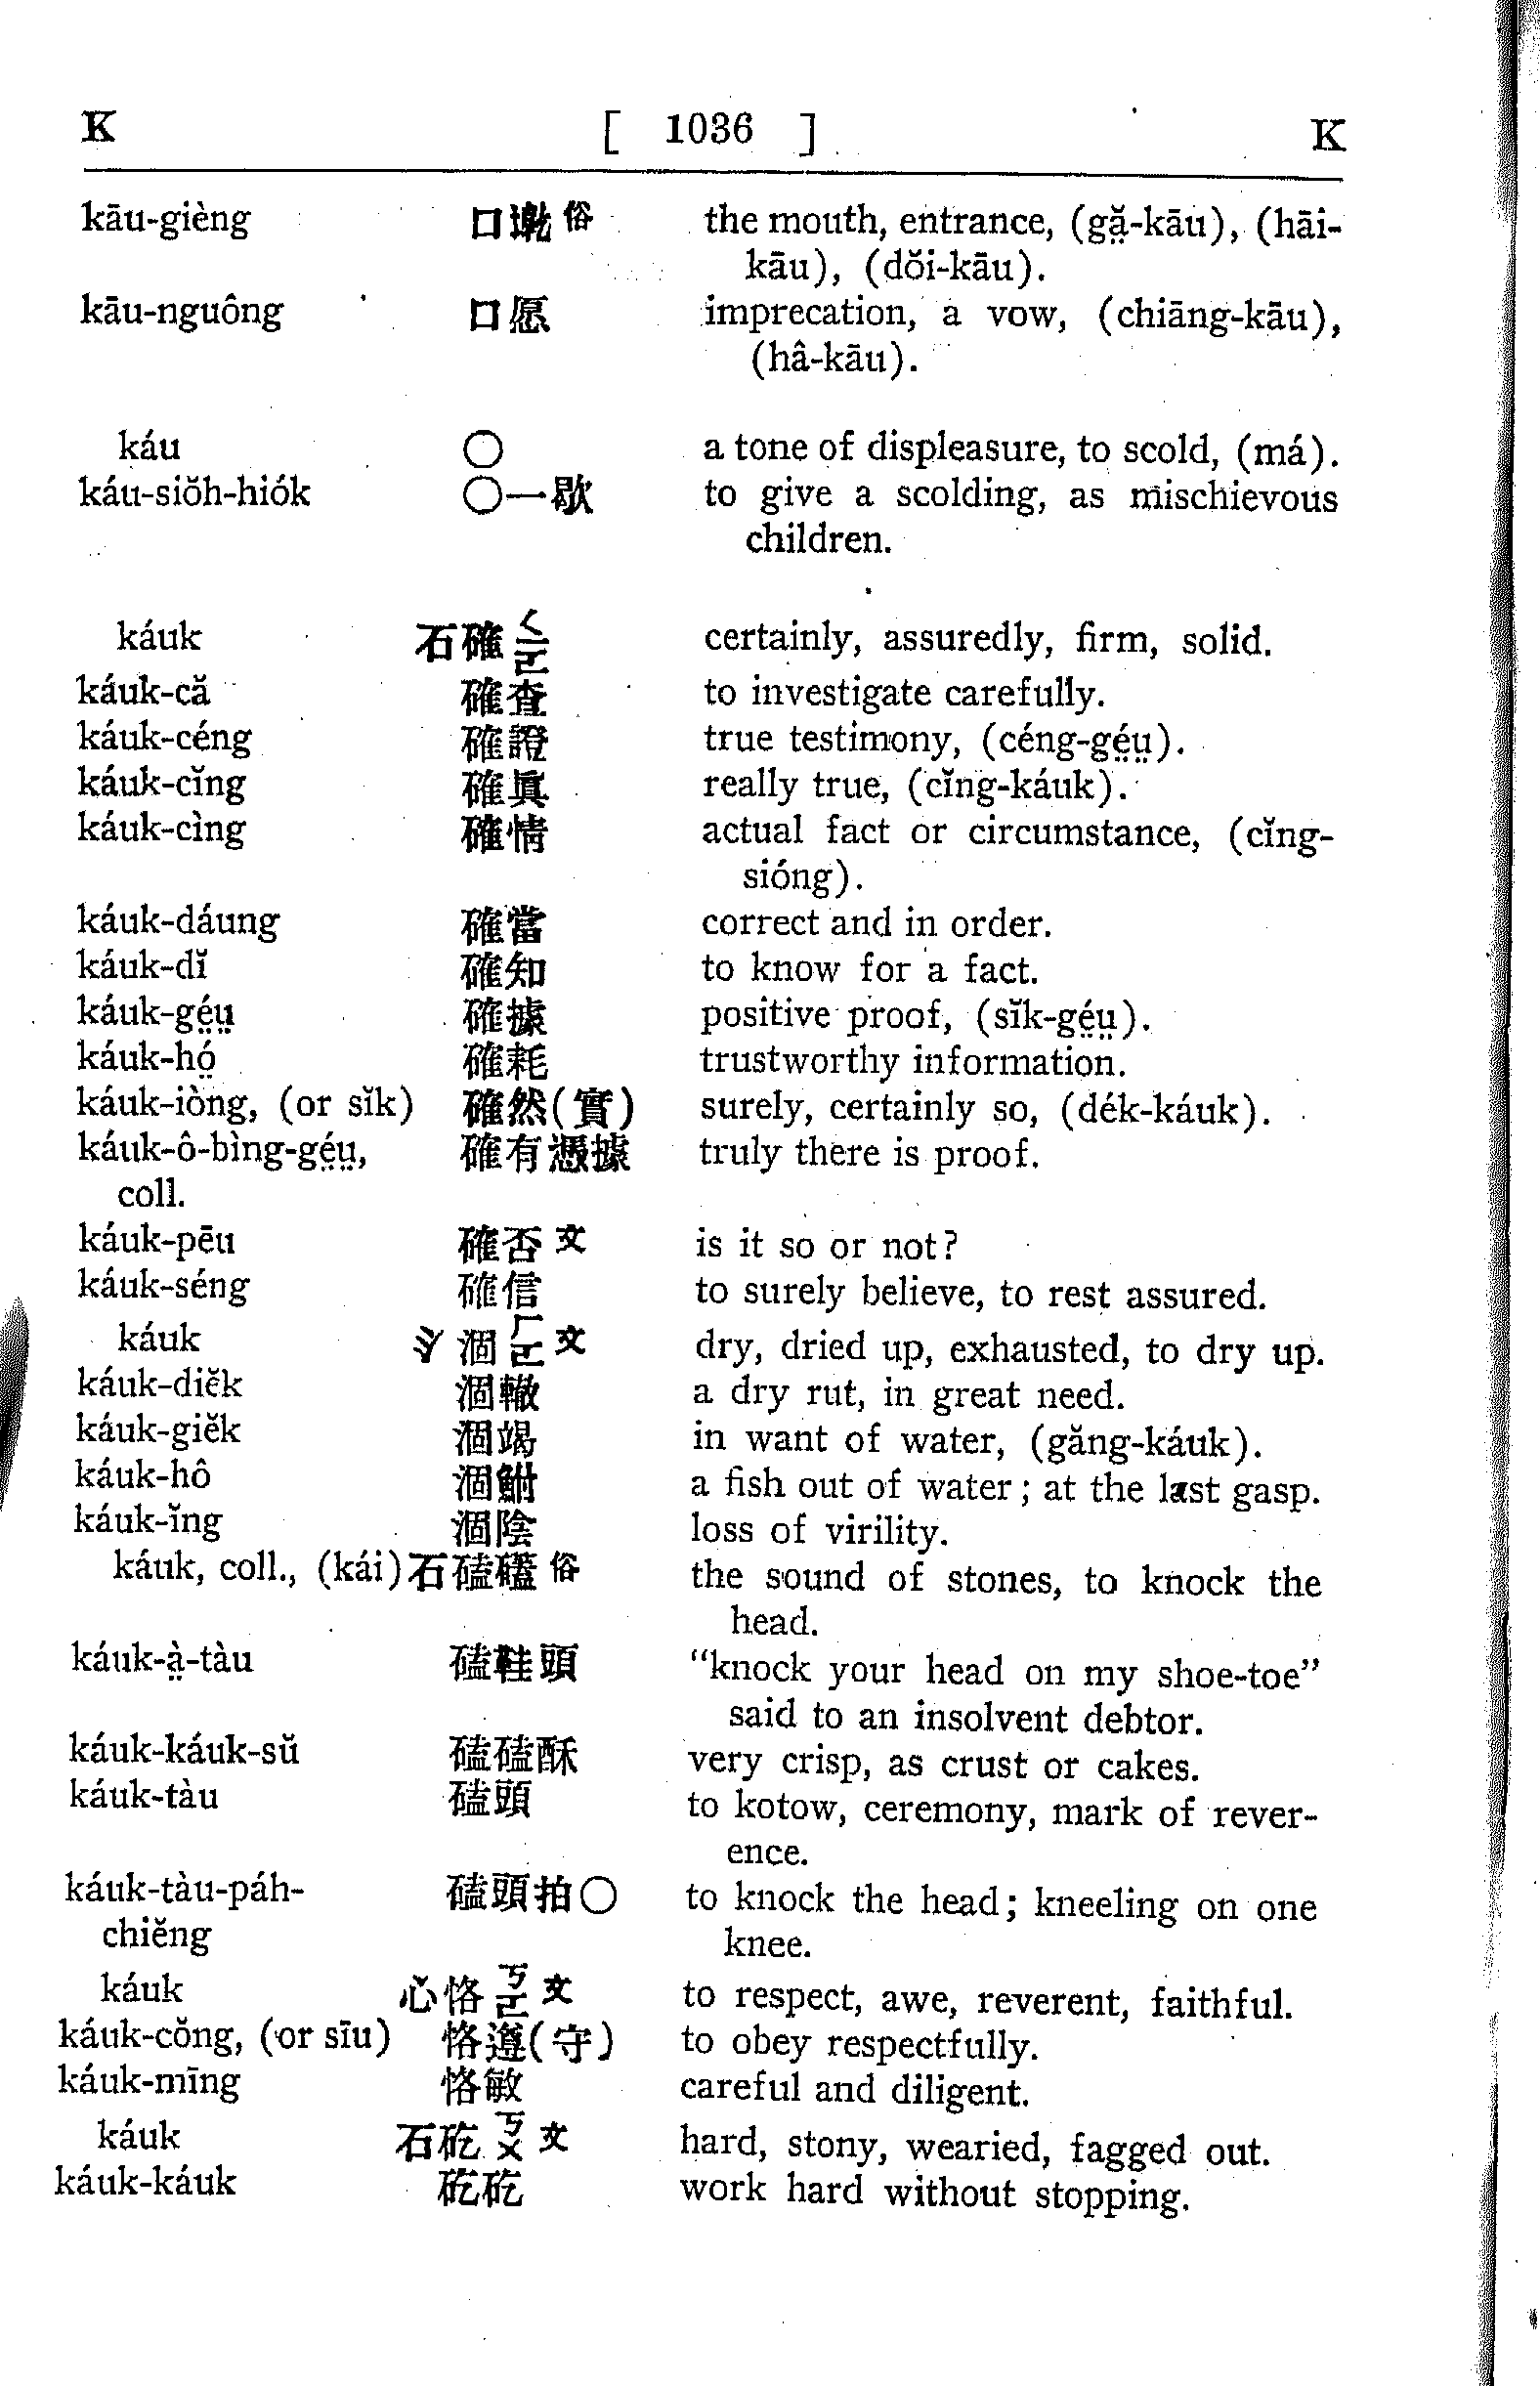 K [ 1036 ] K
kāu-gièng 口 俗 the mouth, entrance, (gă̤-kāu), (hāi-
kāu), (dŏi-kāu).
kāu-nguông 口愿 imprecation, a vow, (chiāng-kāu),
(hâ-kāu).
káu ○ a tone of displeasure, to scold, (má).
káu-siŏh-hiók ○一歇 to give a scolding, as mischievous
children.
káuk 石確ㄑㄩㄛ certainly, assuredly, firm, solid.
káuk-că 確查 to investigate carefully.
káuk-céng 確證 true testimony, (céng-gé̤ṳ).
káuk-cĭng 確眞 really true, (cĭng-káuk).
káuk-cìng 確情 actual fact or circumstance, (cĭng-
sióng).
káuk-dáung 確當 correct and in order.
káuk-dĭ 確知 to know for a fact.
káuk-gé̤ṳ 確據 positive proof, (sĭk-gé̤ṳ).
káuk-hó̤ 確耗 trustworthy information.
káuk-iòng, (or sĭk) 確然(實) surely, certainly so, (dék-káuk).
káuk-ô-bìng-gé̤ṳ, 確有憑據 truly there is proof.
coll.
káuk-pēu 確否文 is it so or not?
káuk-séng 確信 to surely believe, to rest assured.
káuk 氵涸ㄏㄛ文 dry, dried up, exhausted, to dry up.
káuk-diĕk 涸轍 a dry rut, in great need.
káuk-giĕk 涸竭 in want of water, (găng-káuk).
káuk-hô 涸鮒 a fish out of water; at the last gasp.
káuk-ĭng 涸陰 loss of virility.
káuk, coll., (kái) 石磕礚俗 the sound of stones, to knock the
head.
káuk-à̤-tàu 磕鞋頭 “knock your head on my shoe-toe”
said to an insolvent debtor.
káuk-káuk-sŭ 磕磕酥 very crisp, as crust or cakes.
káuk-tàu 磕頭 to kotow, ceremony, mark of rever-
ence.
káuk-tàu-páh- 磕頭拍○ to knock the head; kneeling on one
chiĕng knee.
káuk 心恪ㄎㄛ文 to respect, awe, reverent, faithful.
káuk-cŏng, (or sīu) 恪遵(守) to obey respectfully.
káuk-mīng 恪敏 careful and diligent.
káuk 石矻ㄎㄨ文 hard, stony, wearied, fagged out.
káuk-káuk 矻矻 work hard without stopping.